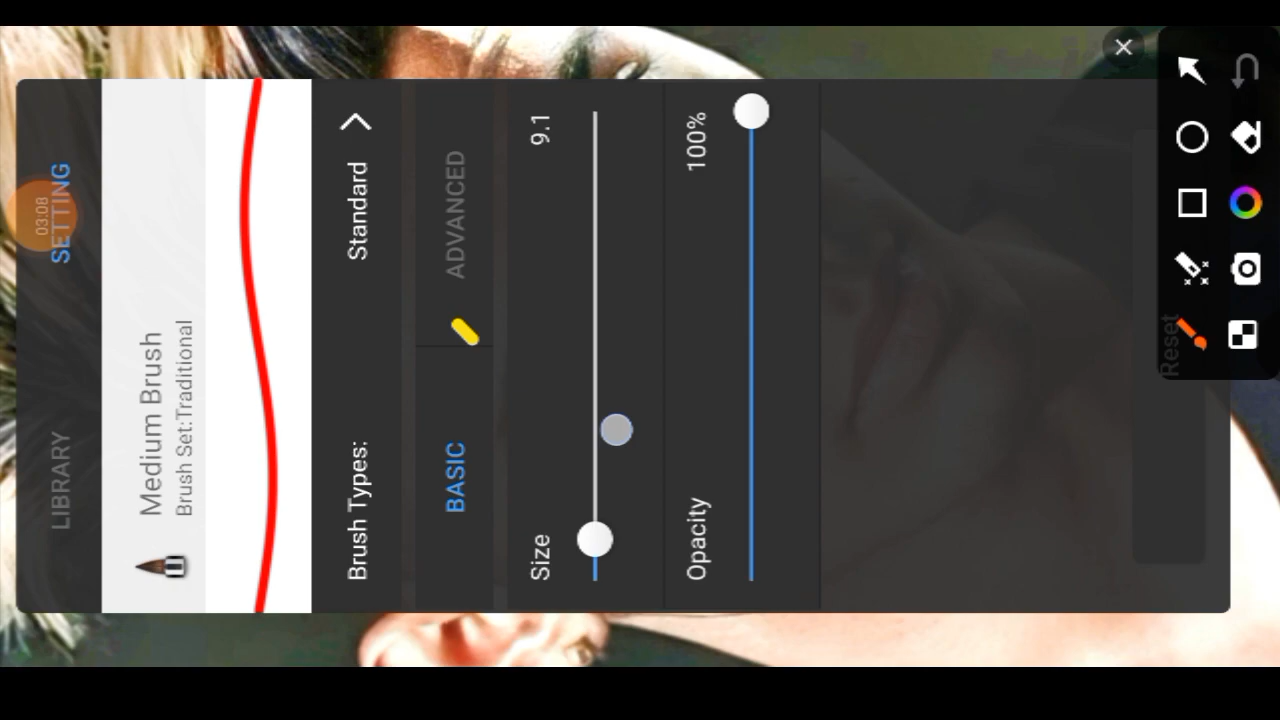 LIBRARY
SETTING
03:08
Medium Brush
Brush Set:Traditional
Brush Types:
Standard
BASIC
ADVANCED
Size
9.1
Opacity
100%
Reset